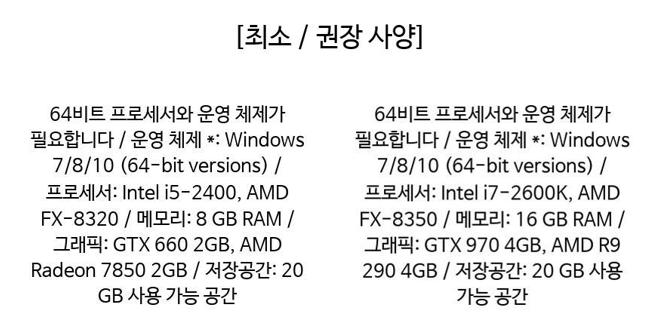 [최소 / 권장 사양]
64비트 프로세서와 운영 체제가
필요합니다 / 운영 체제 *: Windows
7/8/10 (64-bit versions) /
프로세서: Intel i5-2400, AMD
FX-8320 / 메모리: 8 GB RAM /
그래픽: GTX 660 2GB, AMD
Radeon 7850 2GB / 저장공간: 20
GB 사용 가능 공간
64비트 프로세서와 운영 체제가
필요합니다 / 운영 체제 *: Windows
7/8/10 (64-bit versions) /
프로세서: Intel i7-2600K, AMD
FX-8350 / 메모리: 16 GB RAM /
그래픽: GTX 970 4GB, AMD R9
290 4GB / 저장공간: 20 GB 사용
가능 공간